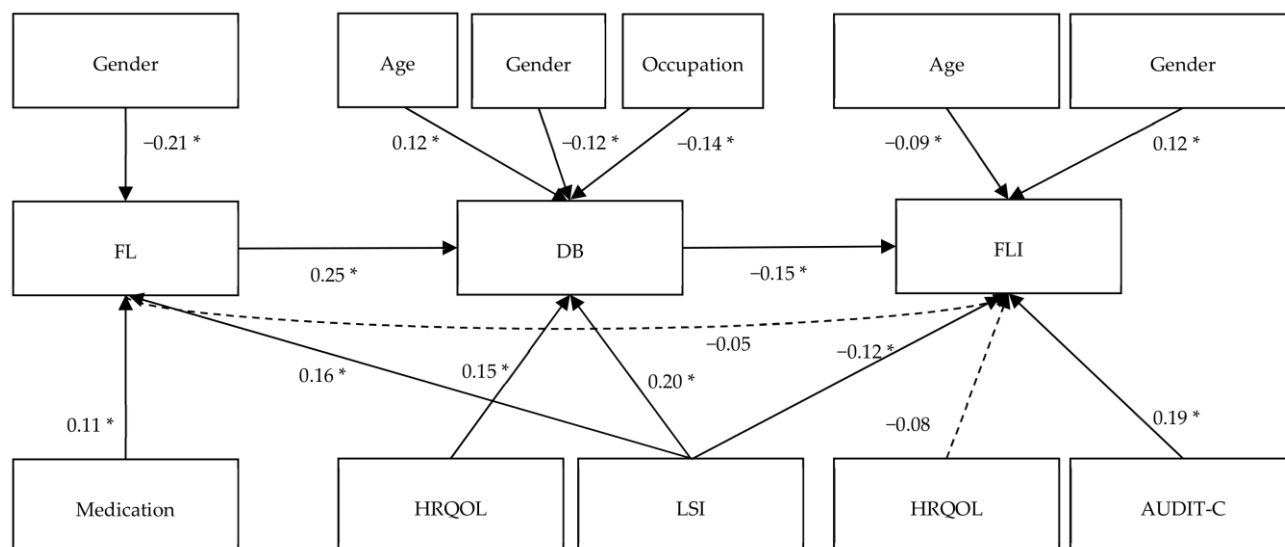 Gender
Age
Gender
Occupation
Age
Gender
−0.21 *
0.12 *
−0.12 *
−0.14 *
−0.09 *
0.12 *
FL
DB
FLI
0.25 *
−0.15 *
−0.05
0.16 *
0.15 *
0.20 *
−0.12 *
0.11 *
−0.08
0.19 *
Medication
HRQOL
LSI
HRQOL
AUDIT-C